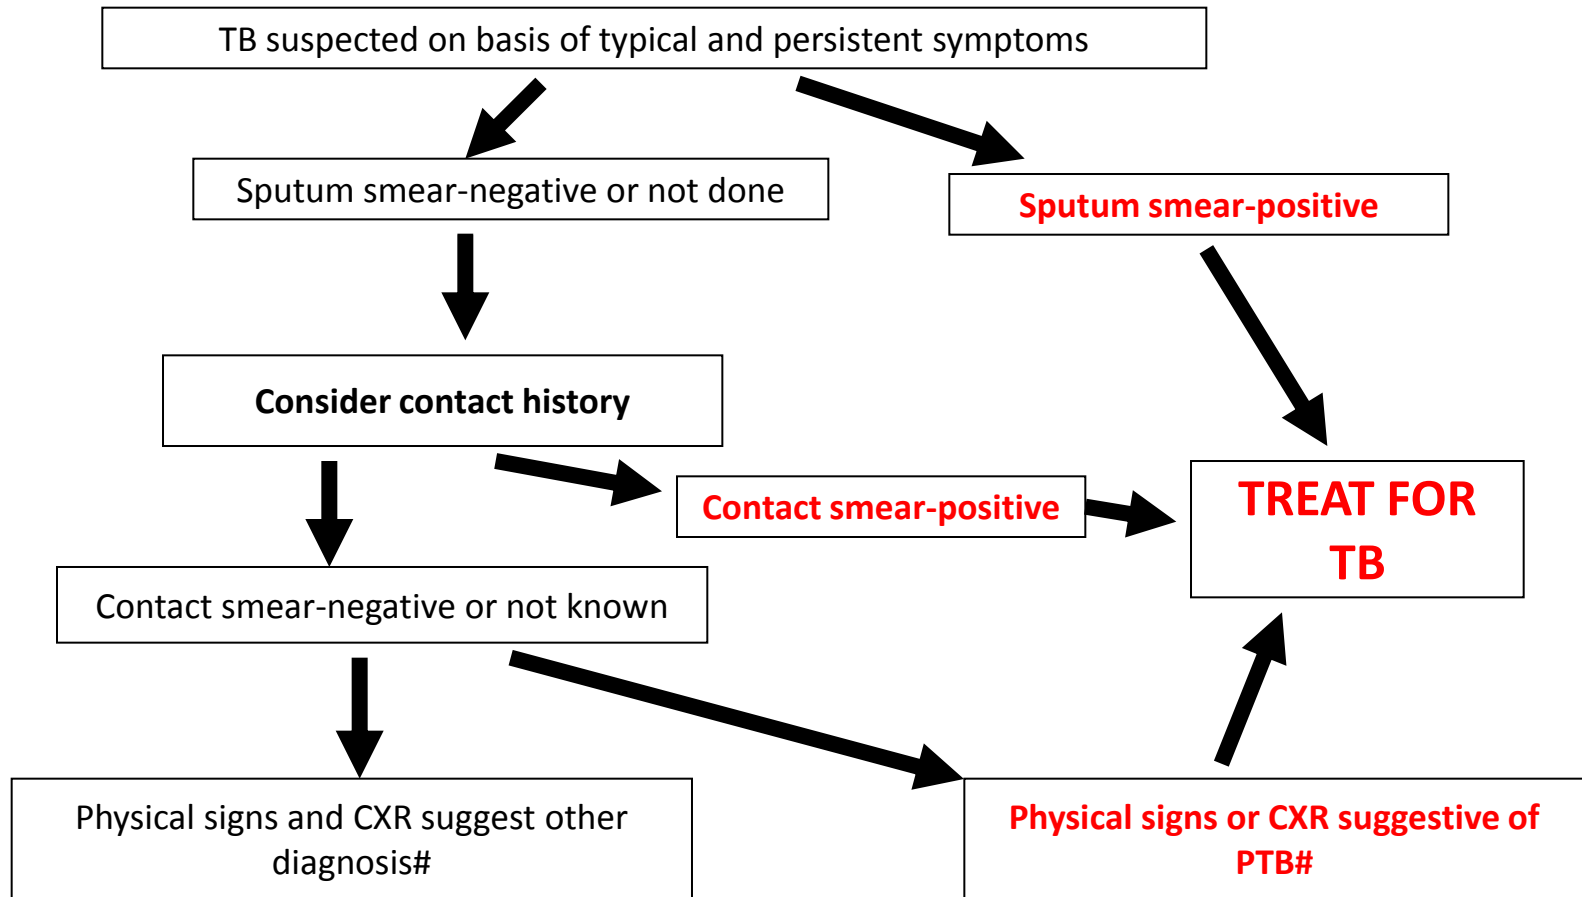 TB suspected on basis of typical and persistent symptoms
Sputum smear-negative or not done
Sputum smear-positive
Consider contact history
Contact smear-positive
TREAT FOR
TB
Contact smear-negative or not known
Physical signs and CXR suggest other
diagnosis#
Physical signs or CXR suggestive of
PTB#